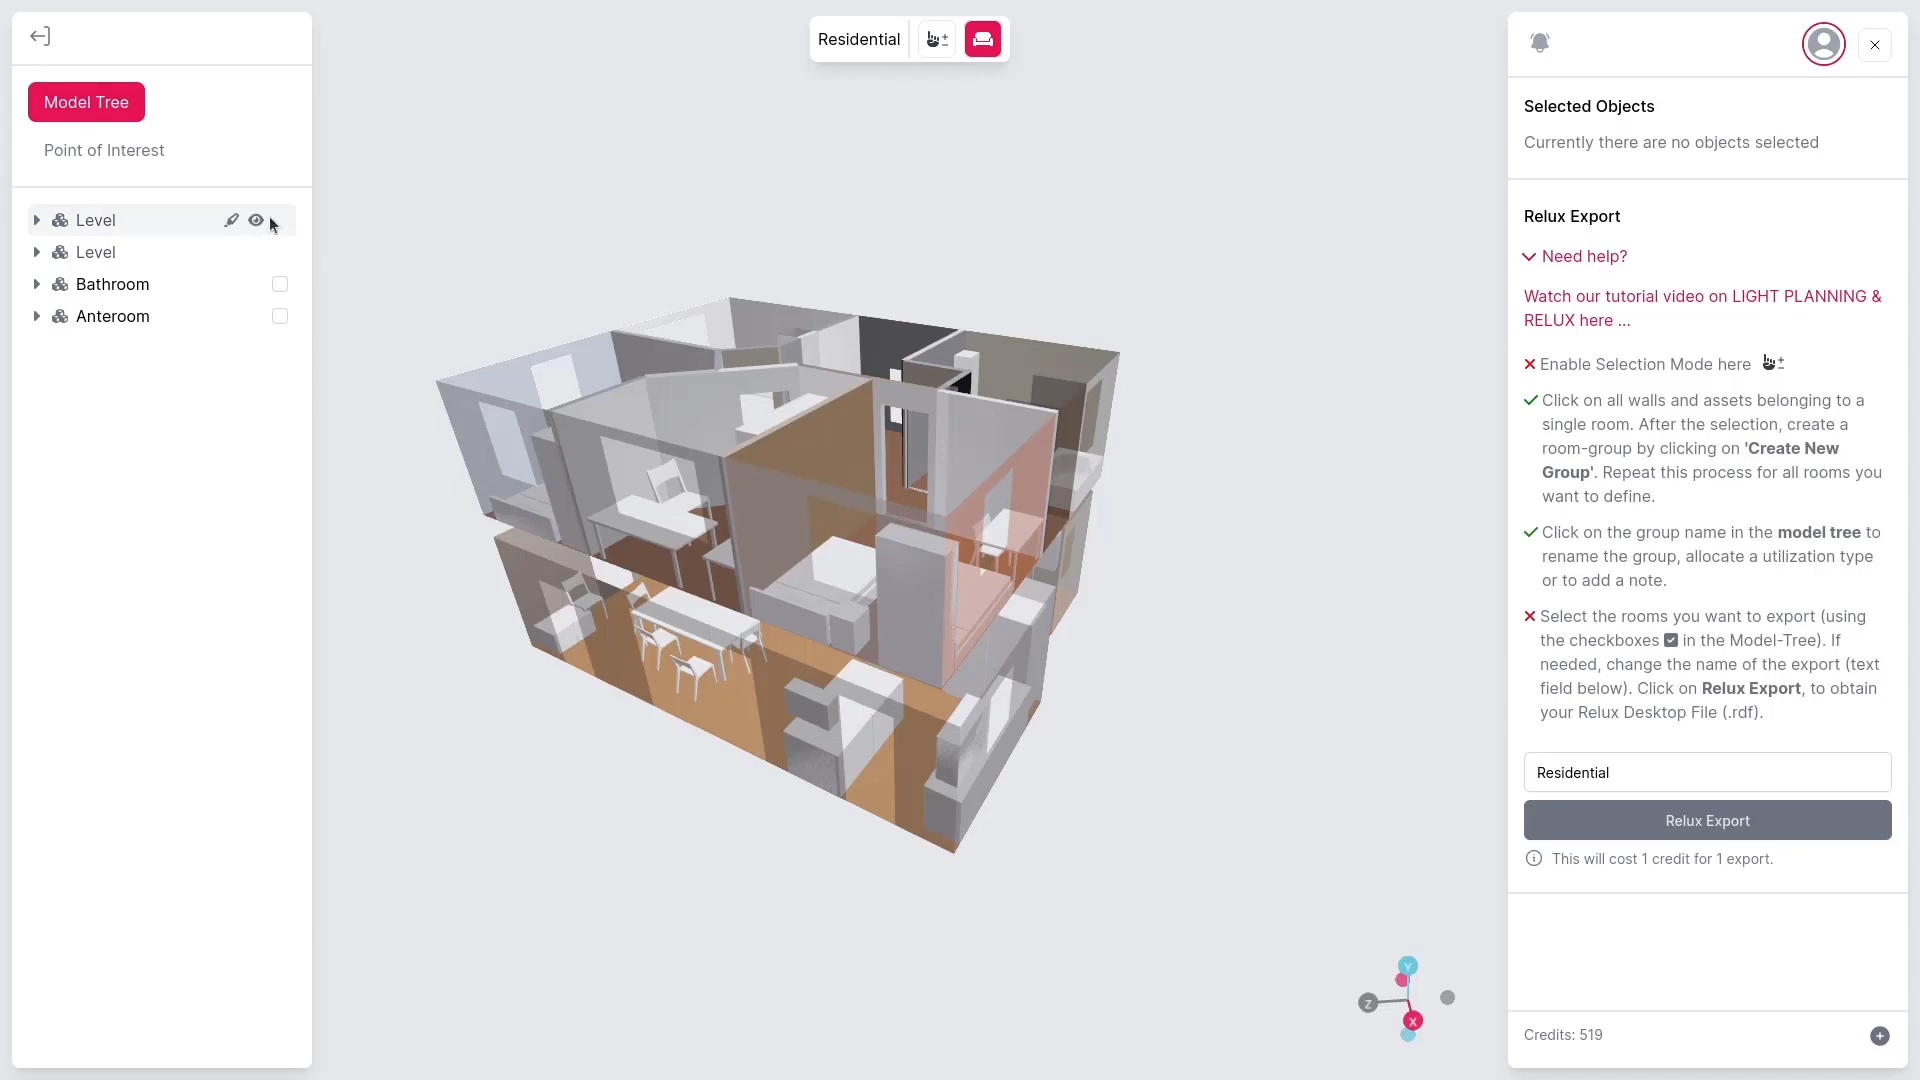 Residential
Model Tree
Point of Interest
Level
Level
Bathroom
Anteroom
Selected Objects
Currently there are no objects selected
Relux Export
Need help?
Watch our tutorial video on LIGHT PLANNING &
RELUX here ...
Enable Selection Mode here
Click on all walls and assets belonging to a
single room. After the selection, create a
room-group by clicking on 'Create New
Group'. Repeat this process for all rooms you
want to define.
Click on the group name in the model tree to
rename the group, allocate a utilization type
or to add a note.
Select the rooms you want to export (using
the checkboxes in the Model-Tree). If
needed, change the name of the export (text
field below). Click on Relux Export, to obtain
your Relux Desktop File (.rdf).
Residential
Relux Export
This will cost 1 credit for 1 export.
Y
Z
X
Credits: 519